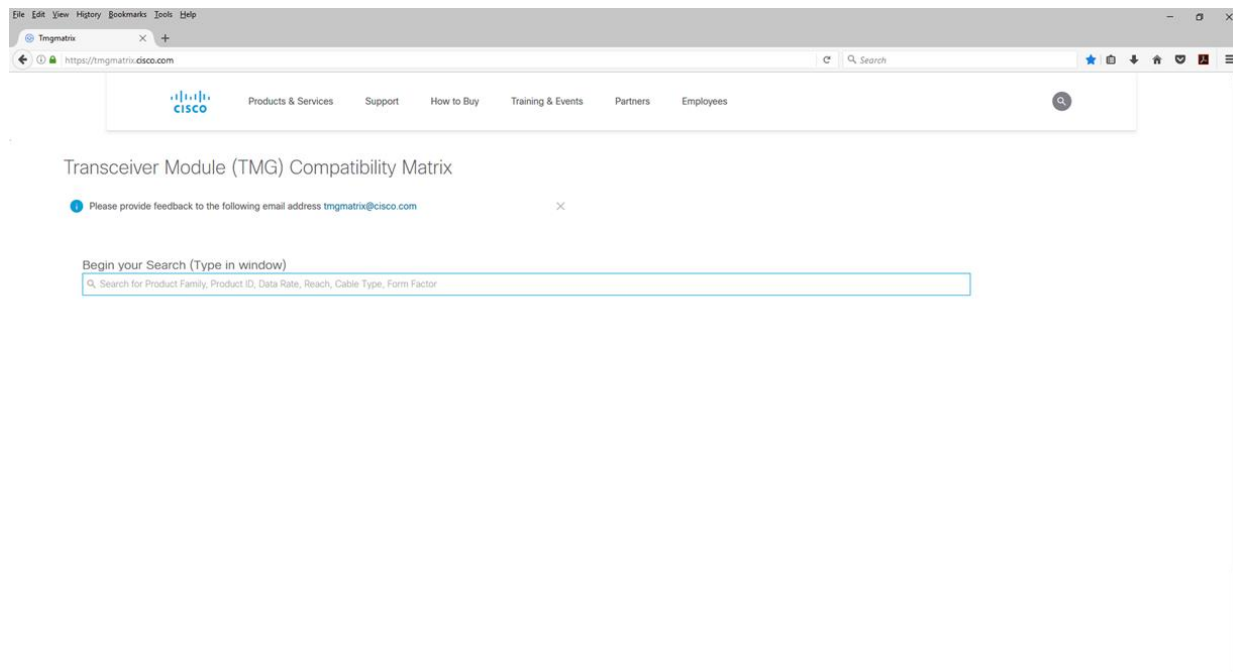 File Edit View History Bookmarks Tools Help
Tmgmatrix
https://tmgmatrix.cisco.com
Search
CISCO
Products & Services Support How to Buy Training & Events Partners Employees
Transceiver Module (TMG) Compatibility Matrix
Please provide feedback to the following email address tmgmatrix@cisco.com
Begin your Search (Type in window)
Search for Product Family, Product ID, Data Rate, Reach, Cable Type, Form Factor